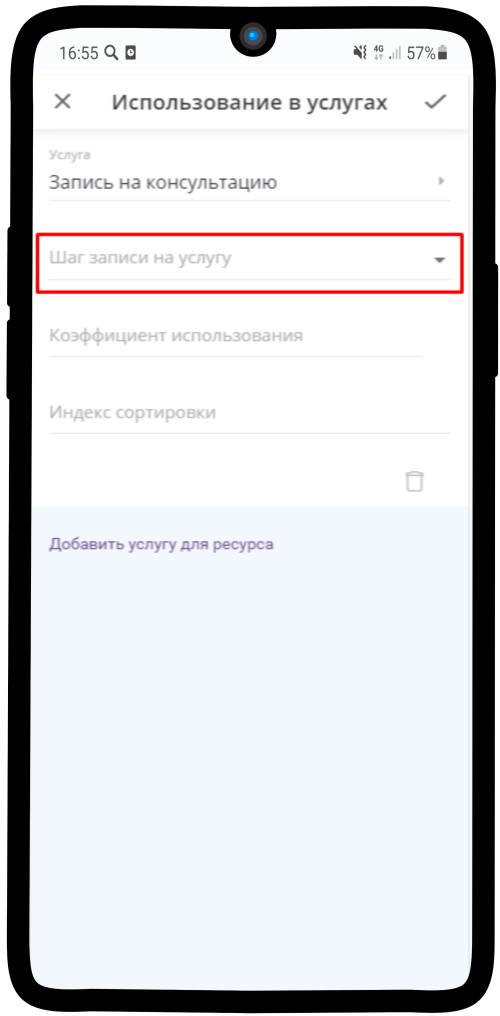 16:55 4G 57%
Использование в услугах
Услуга
Запись на консультацию
Шаг записи на услугу
Коэффициент использования
Индекс сортировки
Добавить услугу для ресурса